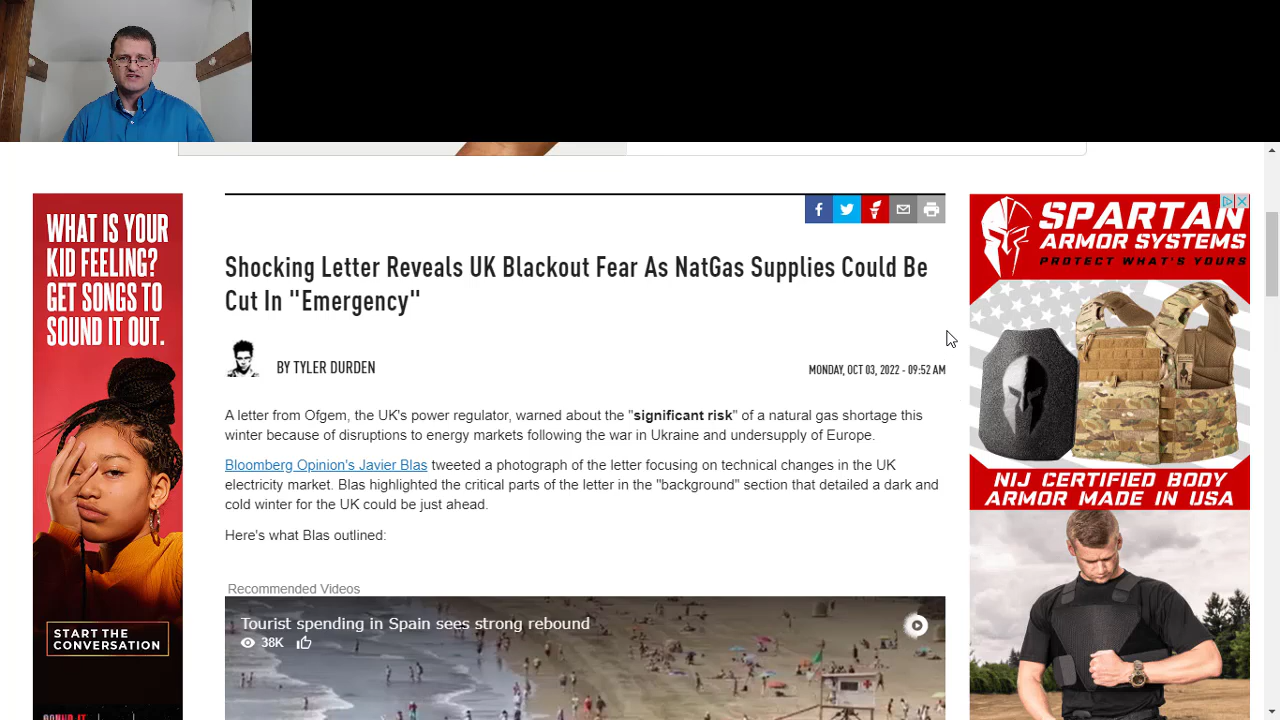 WHAT IS YOUR
KID FEELING?
GET SONGS TO
SOUND IT OUT.
START THE
CONVERSATION
Shocking Letter Reveals UK Blackout Fear As NatGas Supplies Could Be
Cut In "Emergency"
BY TYLER DURDEN
MONDAY, OCT 03, 2022 - 09:52 AM
A letter from Ofgem, the UK's power regulator, warned about the "significant risk" of a natural gas shortage this
winter because of disruptions to energy markets following the war in Ukraine and undersupply of Europe.
Bloomberg Opinion's Javier Blas tweeted a photograph of the letter focusing on technical changes in the UK
electricity market. Blas highlighted the critical parts of the letter in the "background" section that detailed a dark and
cold winter for the UK could be just ahead.
Here's what Blas outlined:
Recommended Videos
Tourist spending in Spain sees strong rebound
38K
SPARTAN
ARMOR SYSTEMS
PROTECT WHAT'S YOURS
NIJ CERTIFIED BODY
ARMOR MADE IN USA